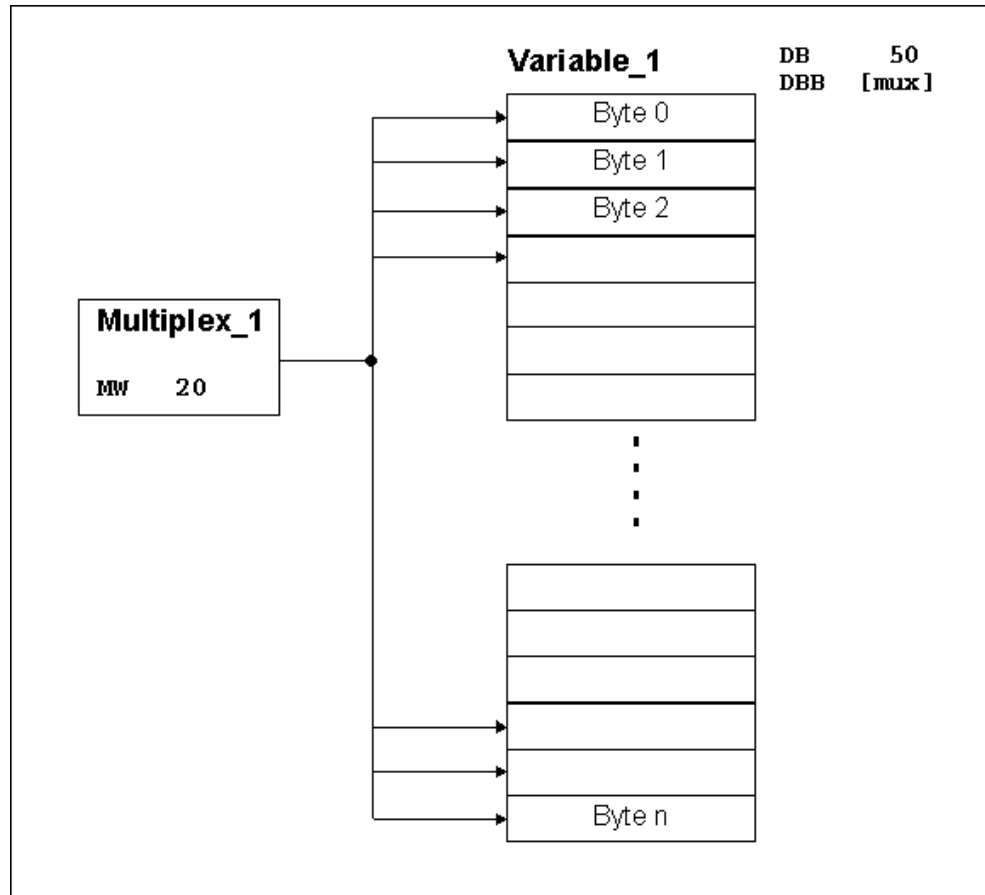 Variable_1
DB 50
DBB [mux]
Byte 0
Byte 1
Byte 2
Multiplex_1
MW 20
Byte n